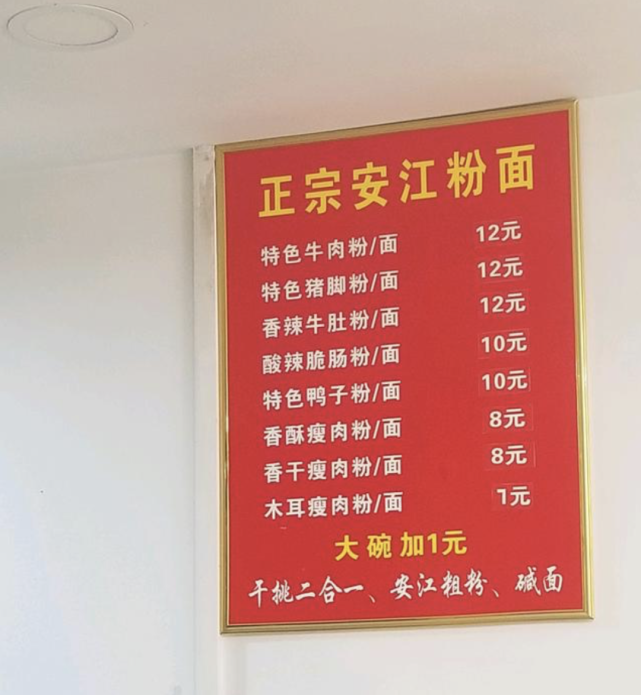 正宗安江粉面
特色牛肉粉/面 12元
特色猪脚粉/面 12元
香辣牛肚粉/面 12元
酸辣脆肠粉/面 10元
特色鸭子粉/面 10元
香酥瘦肉粉/面 8元
香干瘦肉粉/面 8元
木耳瘦肉粉/面 元
大碗加1元
干挑二合一、安江粗粉、碱面